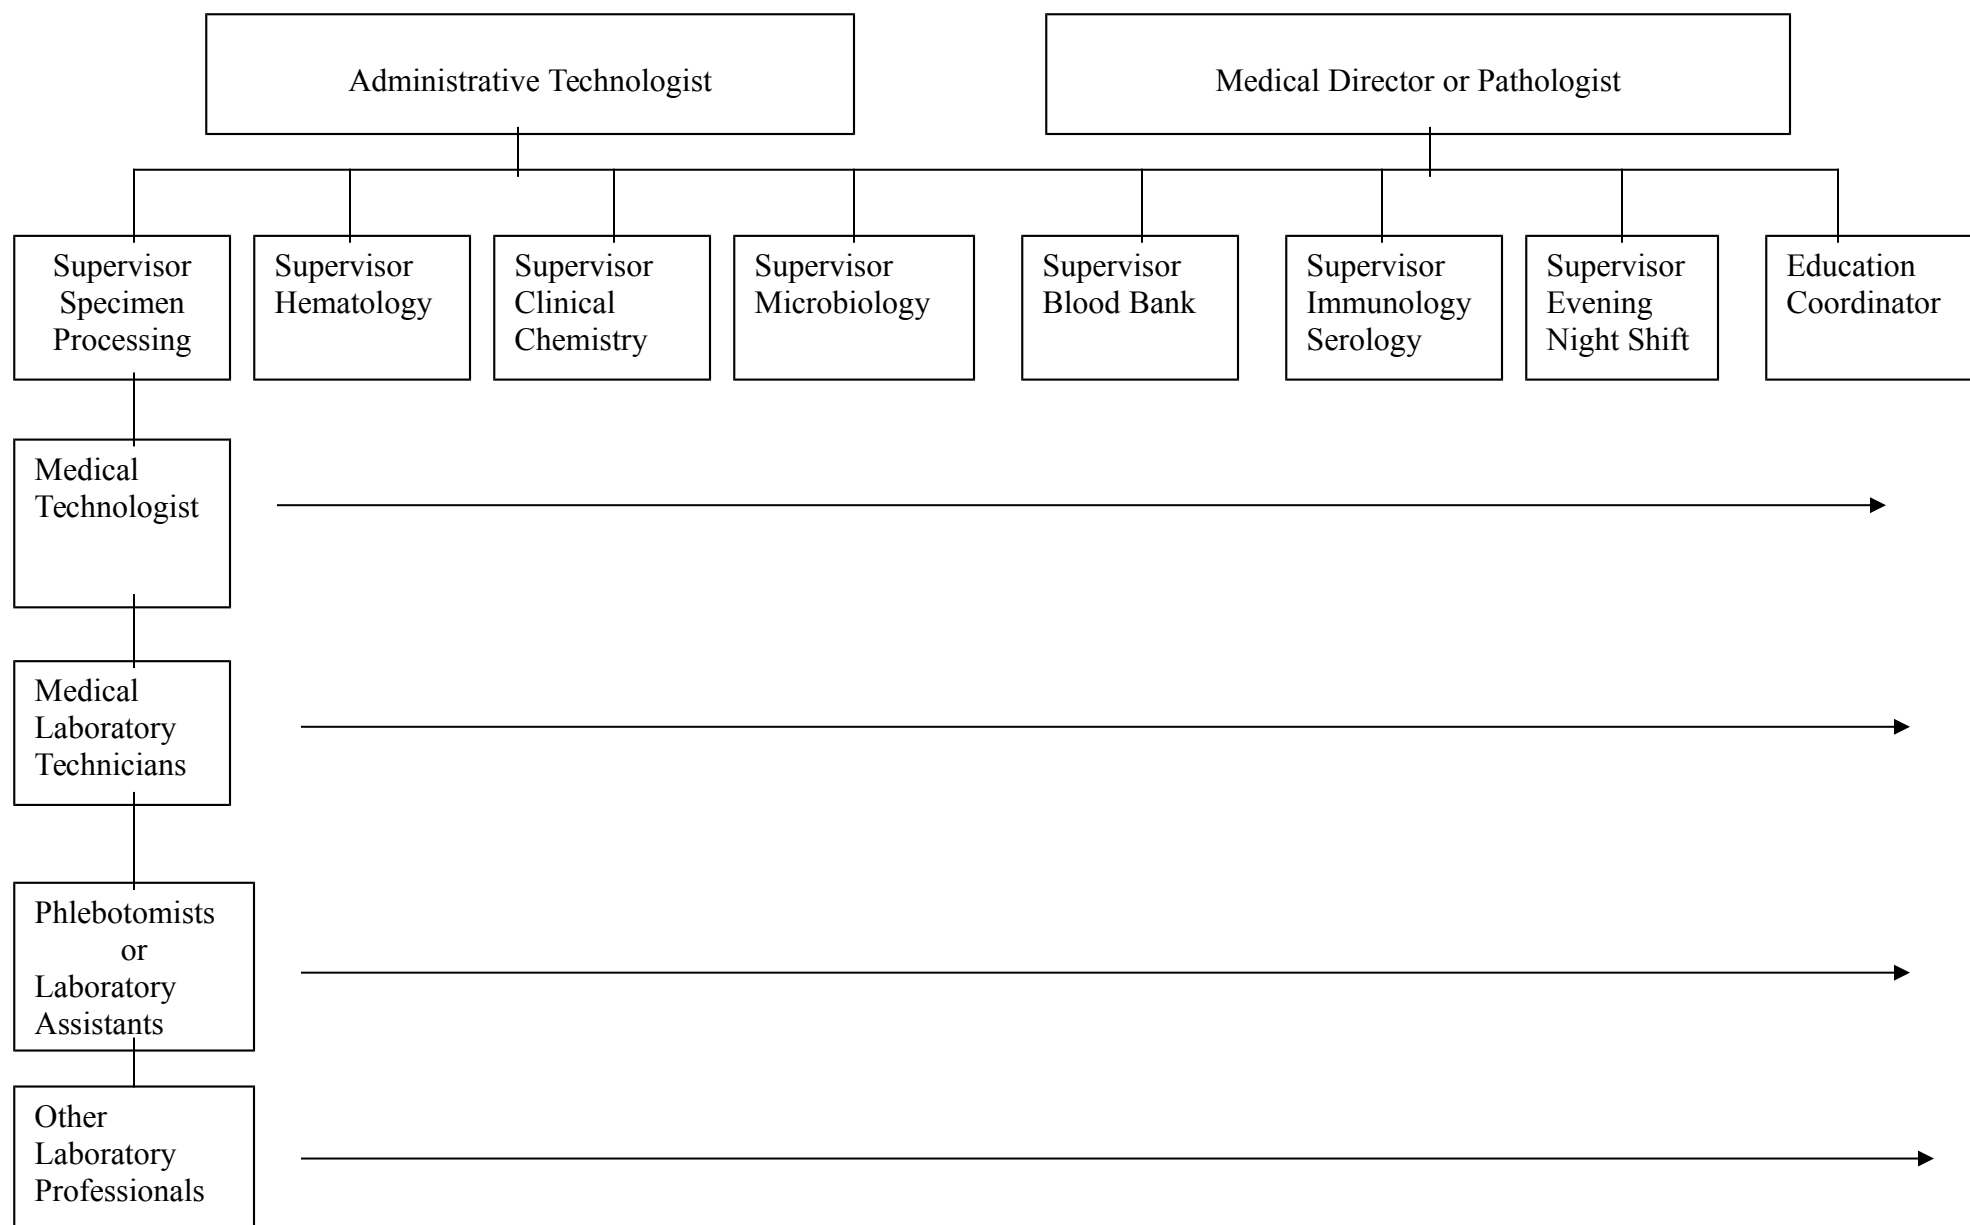 Administrative Technologist
Medical Director or Pathologist
Supervisor
Specimen
Processing
Supervisor
Hematology
Supervisor
Clinical
Chemistry
Supervisor
Microbiology
Supervisor
Blood Bank
Supervisor
Immunology
Serology
Supervisor
Evening
Night Shift
Education
Coordinator
Medical
Technologist
Medical
Laboratory
Technicians
Phlebotomists
or
Laboratory
Assistants
Other
Laboratory
Professionals